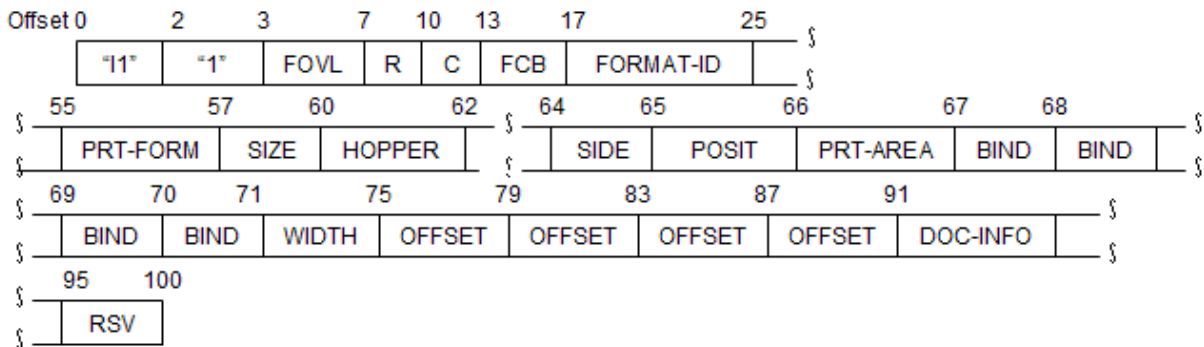 Offset 0 2 3 7 10 13 17 25
“I1” “1” FOVL R C FCB FORMAT-ID
55 57 60 62 64 65 66 67 68
PRT-FORM SIZE HOPPER SIDE POSIT PRT-AREA BIND BIND
69 70 71 75 79 83 87 91
BIND BIND WIDTH OFFSET OFFSET OFFSET OFFSET DOC-INFO
95 100
RSV